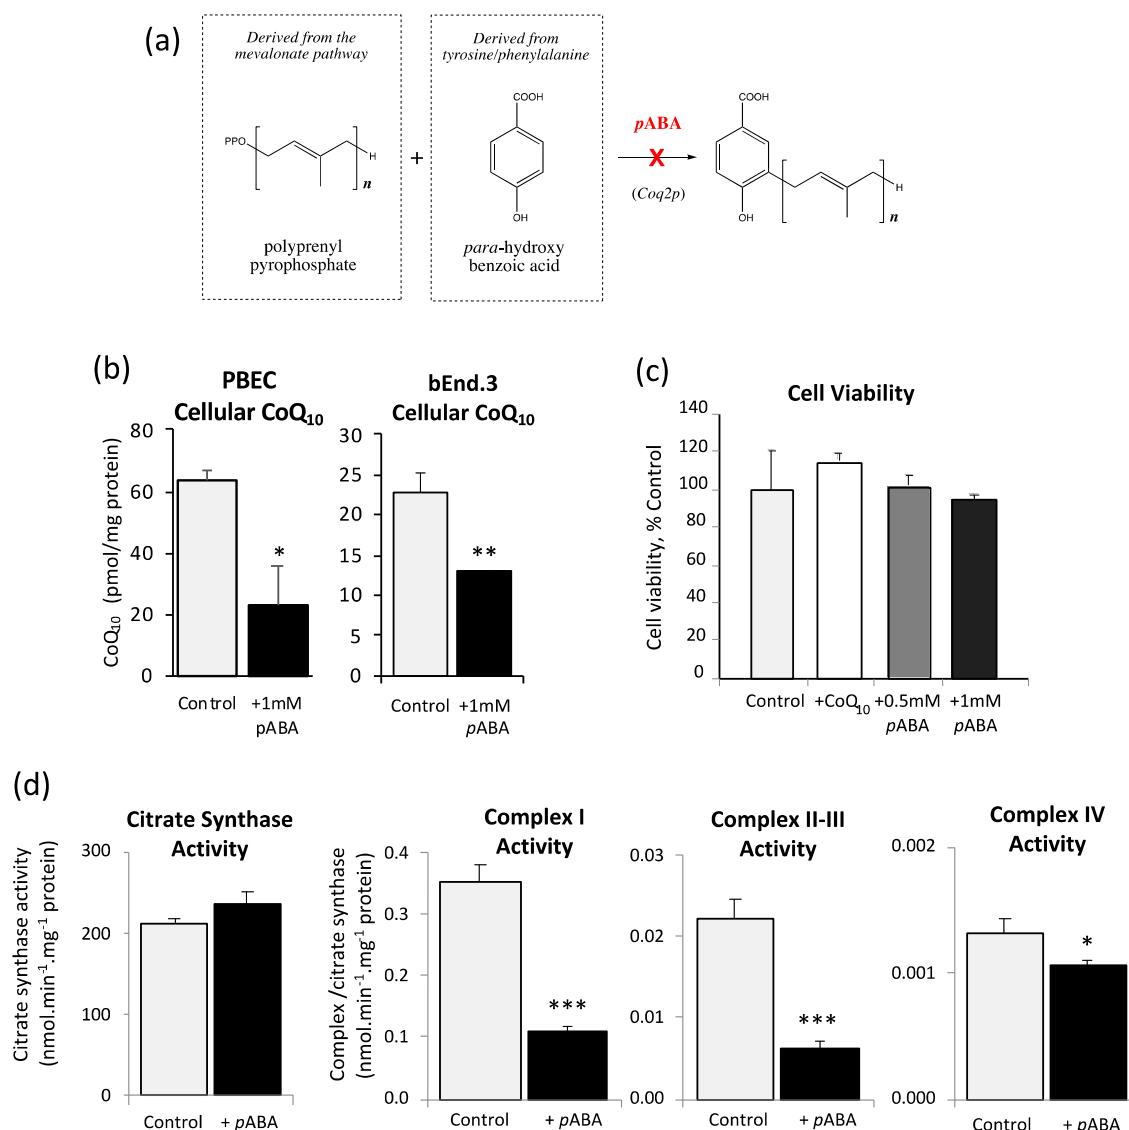 (a)
Derived from the
mevalonate pathway
PPO
H
n
polyprenyl
pyrophosphate
+
Derived from
tyrosine/phenylalanine
COOH
OH
para-hydroxy
benzoic acid
pABA
X
(Coq2p)
COOH
OH
H
n
(b)
PBEC
Cellular CoQ10
CoQ10 (pmol/mg protein)
80
60
40
20
0
*
Control
+1mM
pABA
bEnd.3
Cellular CoQ10
30
25
20
15
10
5
0
**
Control
+1mM
pABA
(c)
Cell Viability
Cell viability, % Control
140
120
100
80
60
40
20
0
Control +CoQ10 +0.5mM +1mM
pABA pABA
(d)
Citrate Synthase
Activity
Citrate synthase activity
(nmol.min-1.mg-1 protein)
300
200
100
0
Control + pABA
Complex I
Activity
Complex /citrate synthase
(nmol.min-1.mg-1 protein)
0.4
0.3
0.2
0.1
0.0
***
Control + pABA
Complex II-III
Activity
0.03
0.02
0.01
0.00
***
Control + pABA
Complex IV
Activity
0.002
0.001
0.000
*
Control + pABA